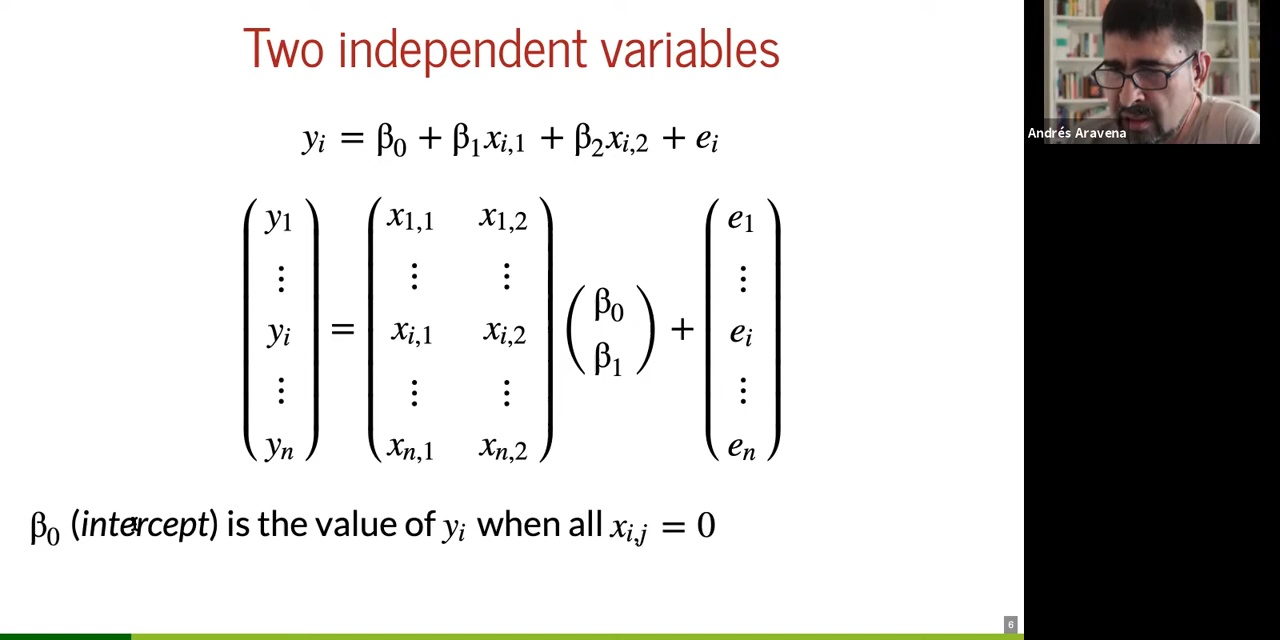 Two independent variables
yᵢ = β₀ + β₁xᵢ,₁ + β₂xᵢ,₂ + eᵢ
y₁ x₁,₁ x₁,₂ e₁
⋮ ⋮ ⋮ ⋮
yᵢ = xᵢ,₁ xᵢ,₂ (β₀ β₁) + eᵢ
⋮ ⋮ ⋮ ⋮
yₙ xₙ,₁ xₙ,₂ eₙ
β₀ (intercept) is the value of yᵢ when all xᵢ,ⱼ = 0
6
Andrés Aravena